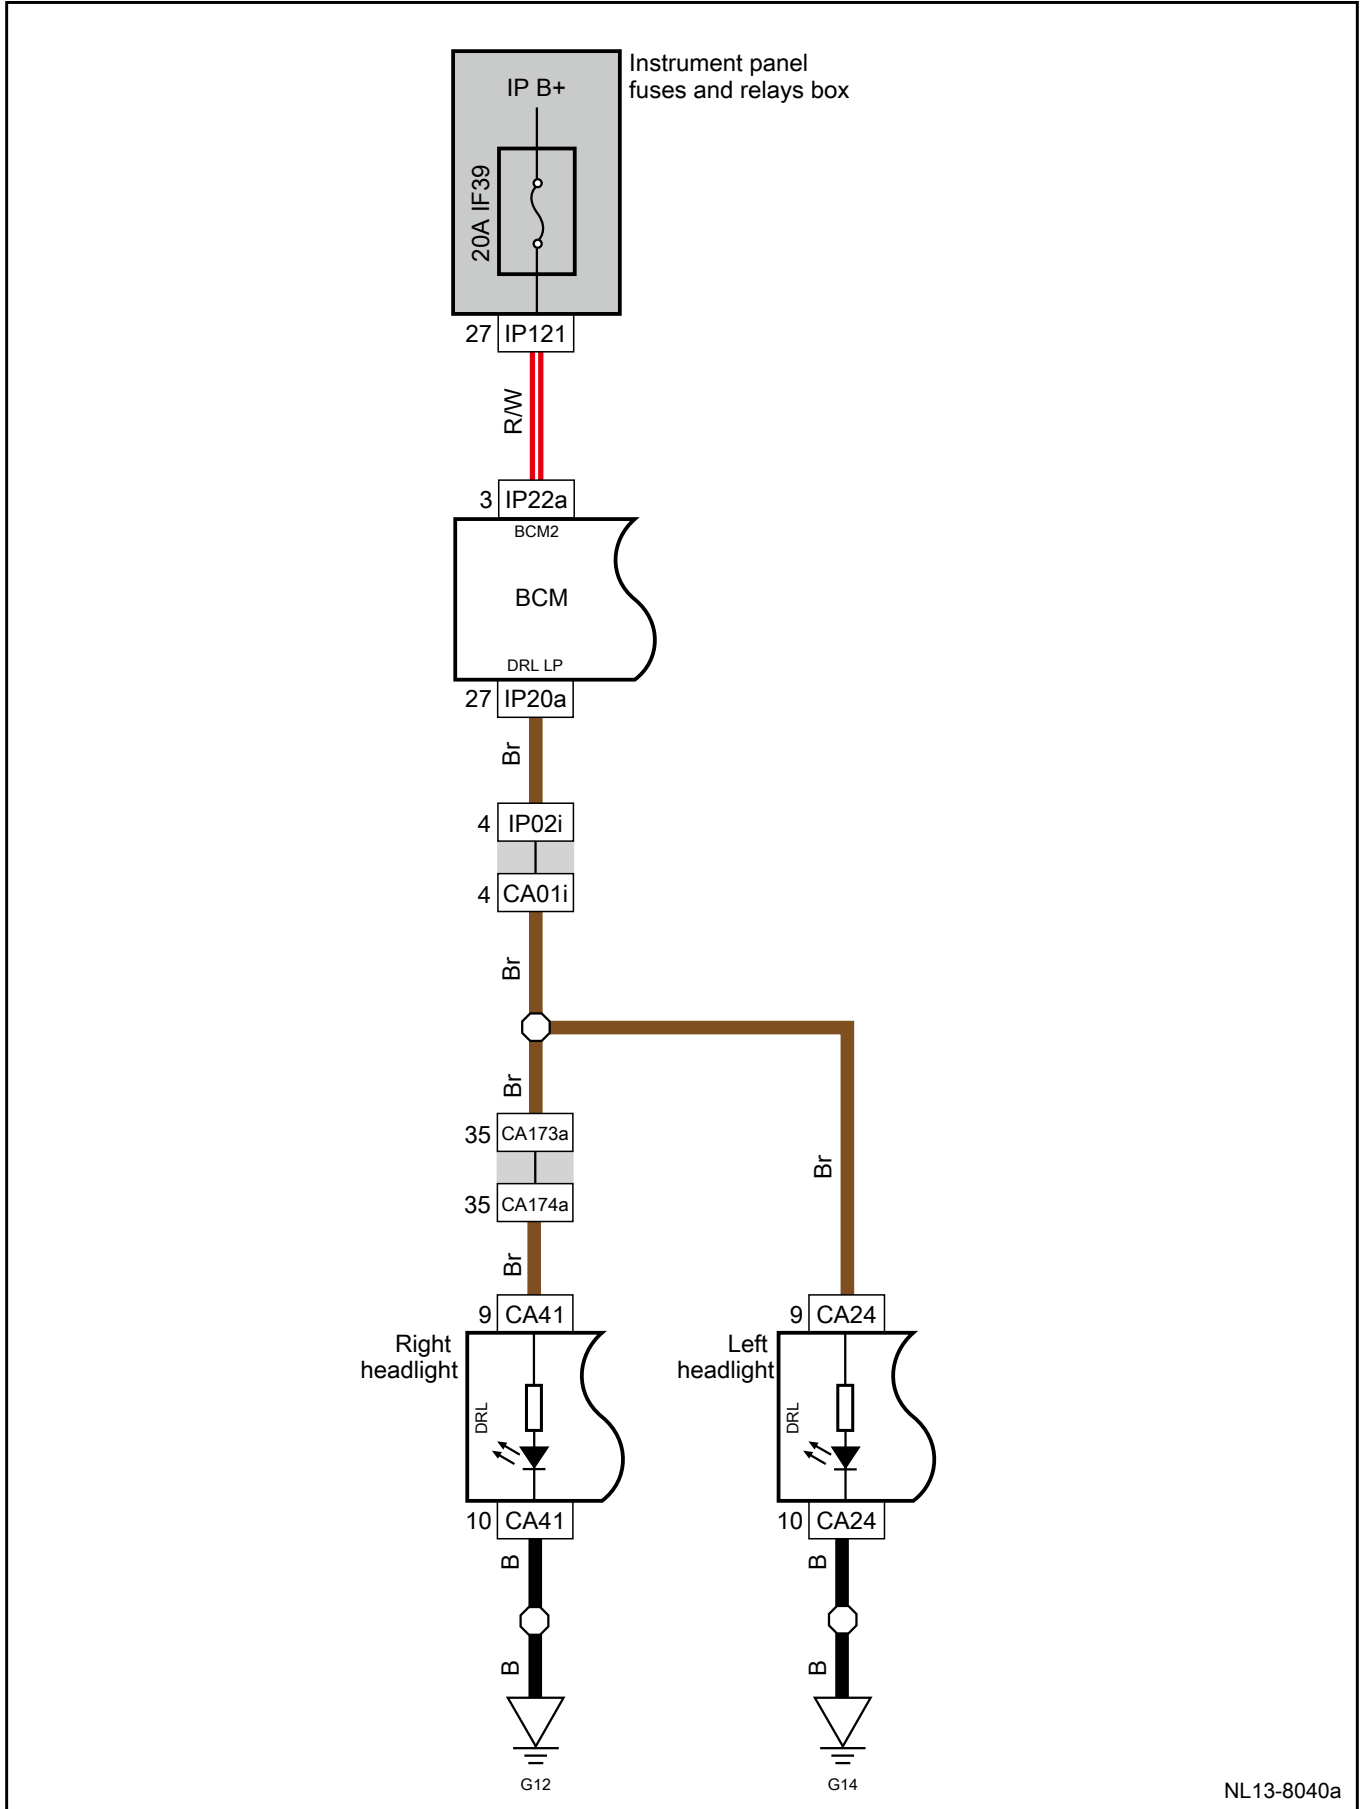 Instrument panel
fuses and relays box
IP B+
20A IF39
27 IP121
R/W
3 IP22a
BCM2
BCM
DRL LP
27 IP20a
Br
4 IP02i
4 CA01i
Br
Br
35 CA173a
Br
35 CA174a
Br
9 CA41
9 CA24
Right
headlight
Left
headlight
DRL
DRL
10 CA41
10 CA24
B
B
B
B
G12
G14
NL13-8040a